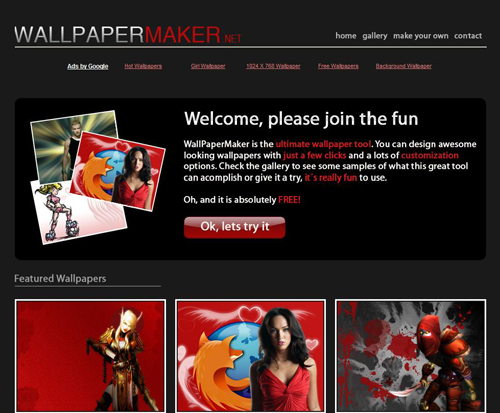 WALLPAPERMAKER.NET
home gallery make your own contact
Ads by Google Hot Wallpapers Girl Wallpaper 1024 X 768 Wallpaper Free Wallpapers Background Wallpaper
Welcome, please join the fun
WallPaperMaker is the ultimate wallpaper tool!. You can design awesome
looking wallpapers with just a few clicks and a lots of customization
options. Check the gallery to see some samples of what this great tool
can acomplish or give it a try, it´s really fun to use.
Oh, and it is absolutely FREE!
Ok, lets try it
Featured Wallpapers